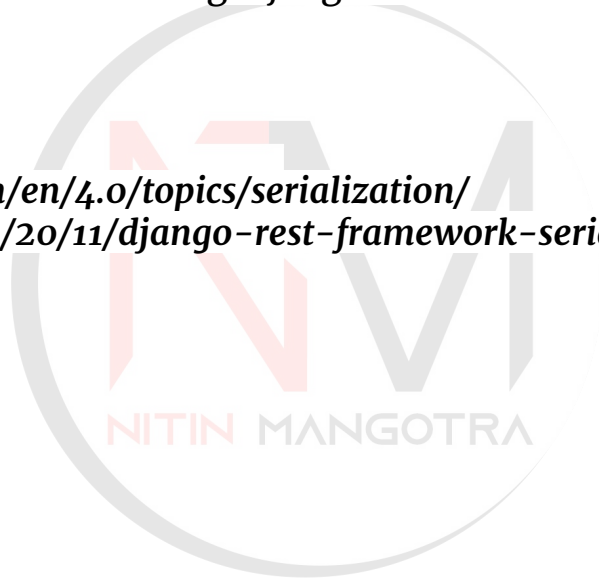 /en/4.0/topics/serialization/
/20/11/django-rest-framework-seri
NITIN MANGOTRA